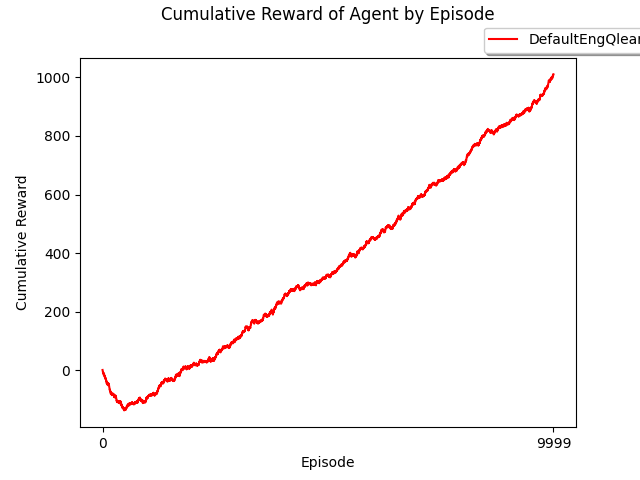 Cumulative Reward of Agent by Episode
DefaultEngQlear
1000
800
600
400
200
0
Cumulative Reward
0
9999
Episode